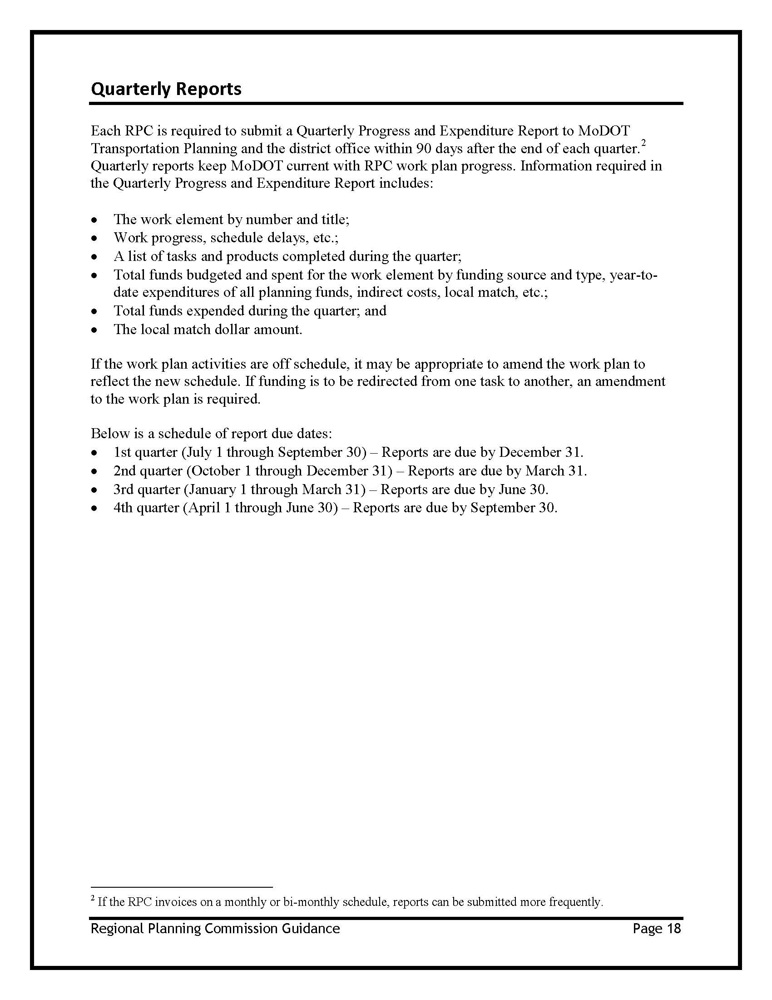 Quarterly Reports
Each RPC is required to submit a Quarterly Progress and Expenditure Report to MoDOT
Transportation Planning and the district office within 90 days after the end of each quarter.2
Quarterly reports keep MoDOT current with RPC work plan progress. Information required in
the Quarterly Progress and Expenditure Report includes:
• The work element by number and title;
• Work progress, schedule delays, etc.;
• A list of tasks and products completed during the quarter;
• Total funds budgeted and spent for the work element by funding source and type, year-to-
date expenditures of all planning funds, indirect costs, local match, etc.;
• Total funds expended during the quarter; and
• The local match dollar amount.
If the work plan activities are off schedule, it may be appropriate to amend the work plan to
reflect the new schedule. If funding is to be redirected from one task to another, an amendment
to the work plan is required.
Below is a schedule of report due dates:
• 1st quarter (July 1 through September 30) – Reports are due by December 31.
• 2nd quarter (October 1 through December 31) – Reports are due by March 31.
• 3rd quarter (January 1 through March 31) – Reports are due by June 30.
• 4th quarter (April 1 through June 30) – Reports are due by September 30.
2 If the RPC invoices on a monthly or bi-monthly schedule, reports can be submitted more frequently.
Regional Planning Commission Guidance Page 18